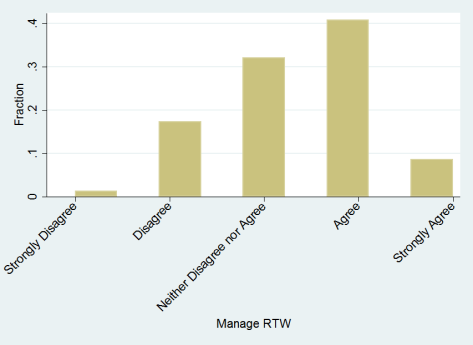 Fraction
.4
.3
.2
.1
0
Strongly Disagree
Disagree
Neither Disagree nor Agree
Agree
Strongly Agree
Manage RTW